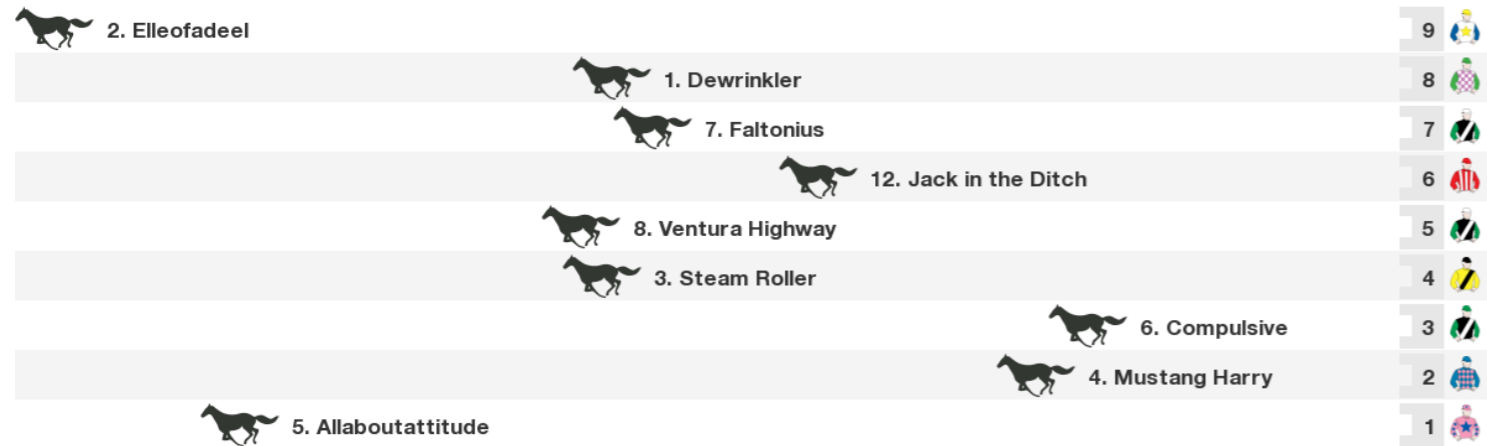 2. Elleofadeel 9
1. Dewrinkler 8
7. Faltonius 7
12. Jack in the Ditch 6
8. Ventura Highway 5
3. Steam Roller 4
6. Compulsive 3
4. Mustang Harry 2
5. Allaboutattitude 1